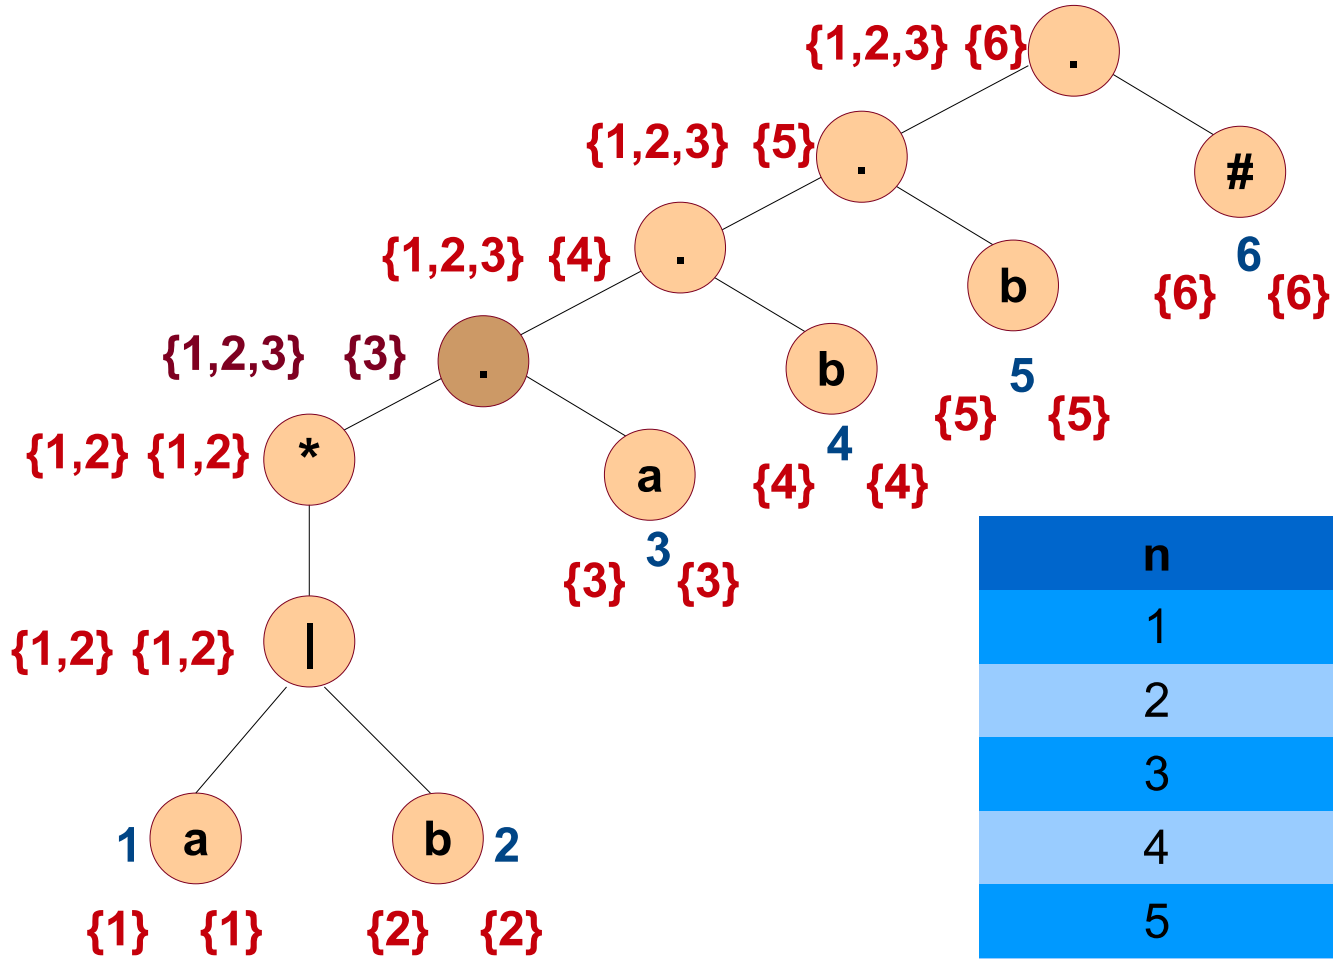 {1,2,3} {6} .
{1,2,3} {5} .
#
{1,2,3} {4} .
6
{6} {6}
b
{1,2,3} {3} .
b
5
{5} {5}
{1,2} {1,2} *
a
4
{4} {4}
3
{3} {3}
{1,2} {1,2} |
1 a
b 2
{1} {1}
{2} {2}
n
1
2
3
4
5